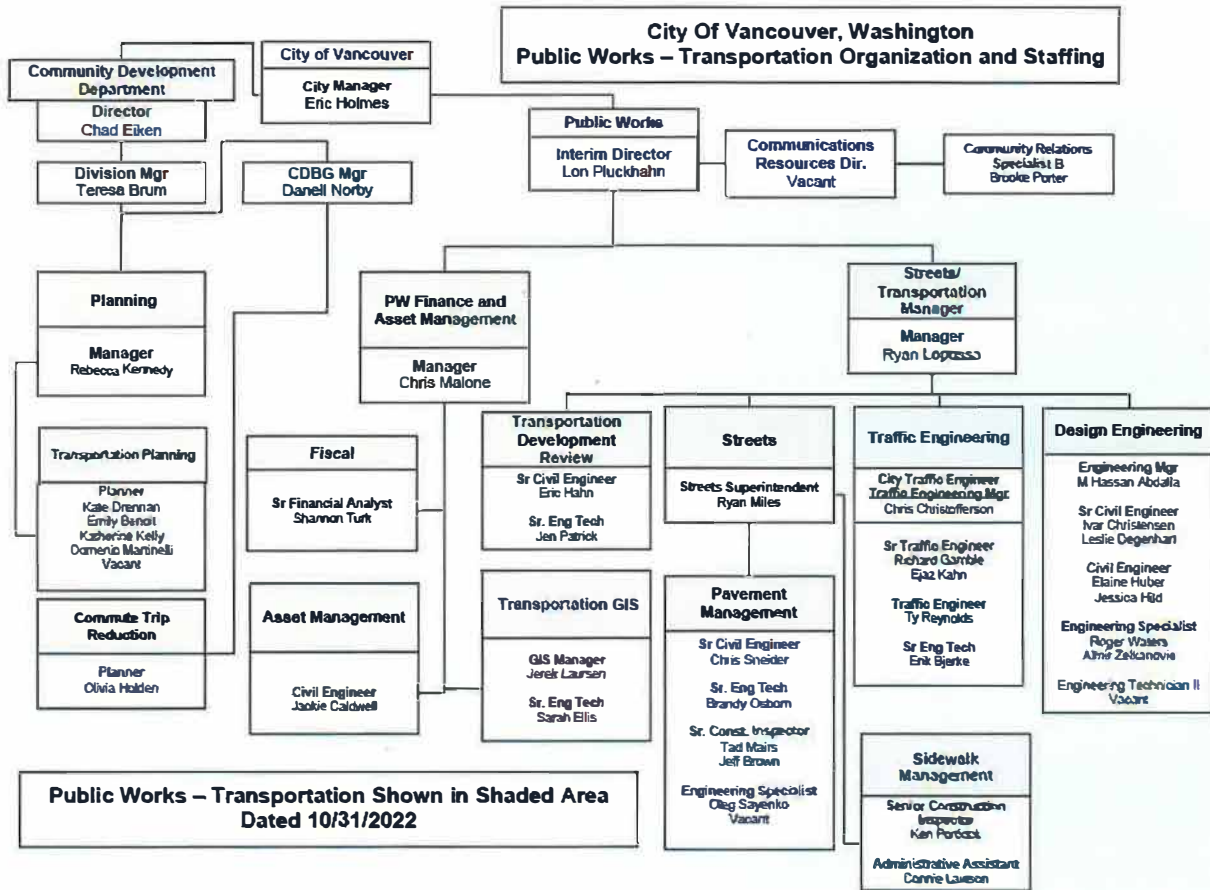 City Of Vancouver, Washington
Public Works – Transportation Organization and Staffing
City of Vancouver
City Manager
Eric Holmes
Community Development
Department
Director
Chad Eiken
Division Mgr
Teresa Brum
CDBG Mgr
Danell Norby
Public Works
Interim Director
Lon Pluckhahn
Communications
Resources Dir.
Vacant
Community Relations
Specialist B
Brooke Porter
Planning
Manager
Rebecca Kennedy
Transportation Planning
Planner
Kate Drennan
Emily Benoit
Katherine Kelly
Domenic Martinelli
Vacant
Commute Trip
Reduction
Planner
Olivia Holden
PW Finance and
Asset Management
Manager
Chris Malone
Fiscal
Sr Financial Analyst
Shannon Turk
Asset Management
Civil Engineer
Jackie Caldwell
Transportation GIS
GIS Manager
Jerek Laursen
Sr. Eng Tech
Sarah Ellis
Streets/
Transportation
Manager
Manager
Ryan Lopossa
Transportation
Development
Review
Sr Civil Engineer
Eric Hahn
Sr. Eng Tech
Jen Patrick
Streets
Streets Superintendent
Ryan Miles
Pavement
Management
Sr Civil Engineer
Chris Sneider
Sr. Eng Tech
Brandy Osborn
Sr. Const. Inspector
Tad Mairs
Jeff Brown
Engineering Specialist
Oleg Sayenko
Vacant
Traffic Engineering
City Traffic Engineer
Traffic Engineering Mgr
Chris Christofferson
Sr Traffic Engineer
Richard Gamble
Ejaz Kahn
Traffic Engineer
Ty Reynolds
Sr Eng Tech
Erik Bjerke
Design Engineering
Engineering Mgr
M Hassan Abdalla
Sr Civil Engineer
Ivar Christensen
Leslie Degenhart
Civil Engineer
Elaine Huber
Jessica Hild
Engineering Specialist
Roger Waters
Almir Zelkanovic
Engineering Technician II
Vacant
Sidewalk
Management
Senior Construction
Inspector
Ken
Administrative Assistant
Connie Lawson
Public Works – Transportation Shown in Shaded Area
Dated 10/31/2022